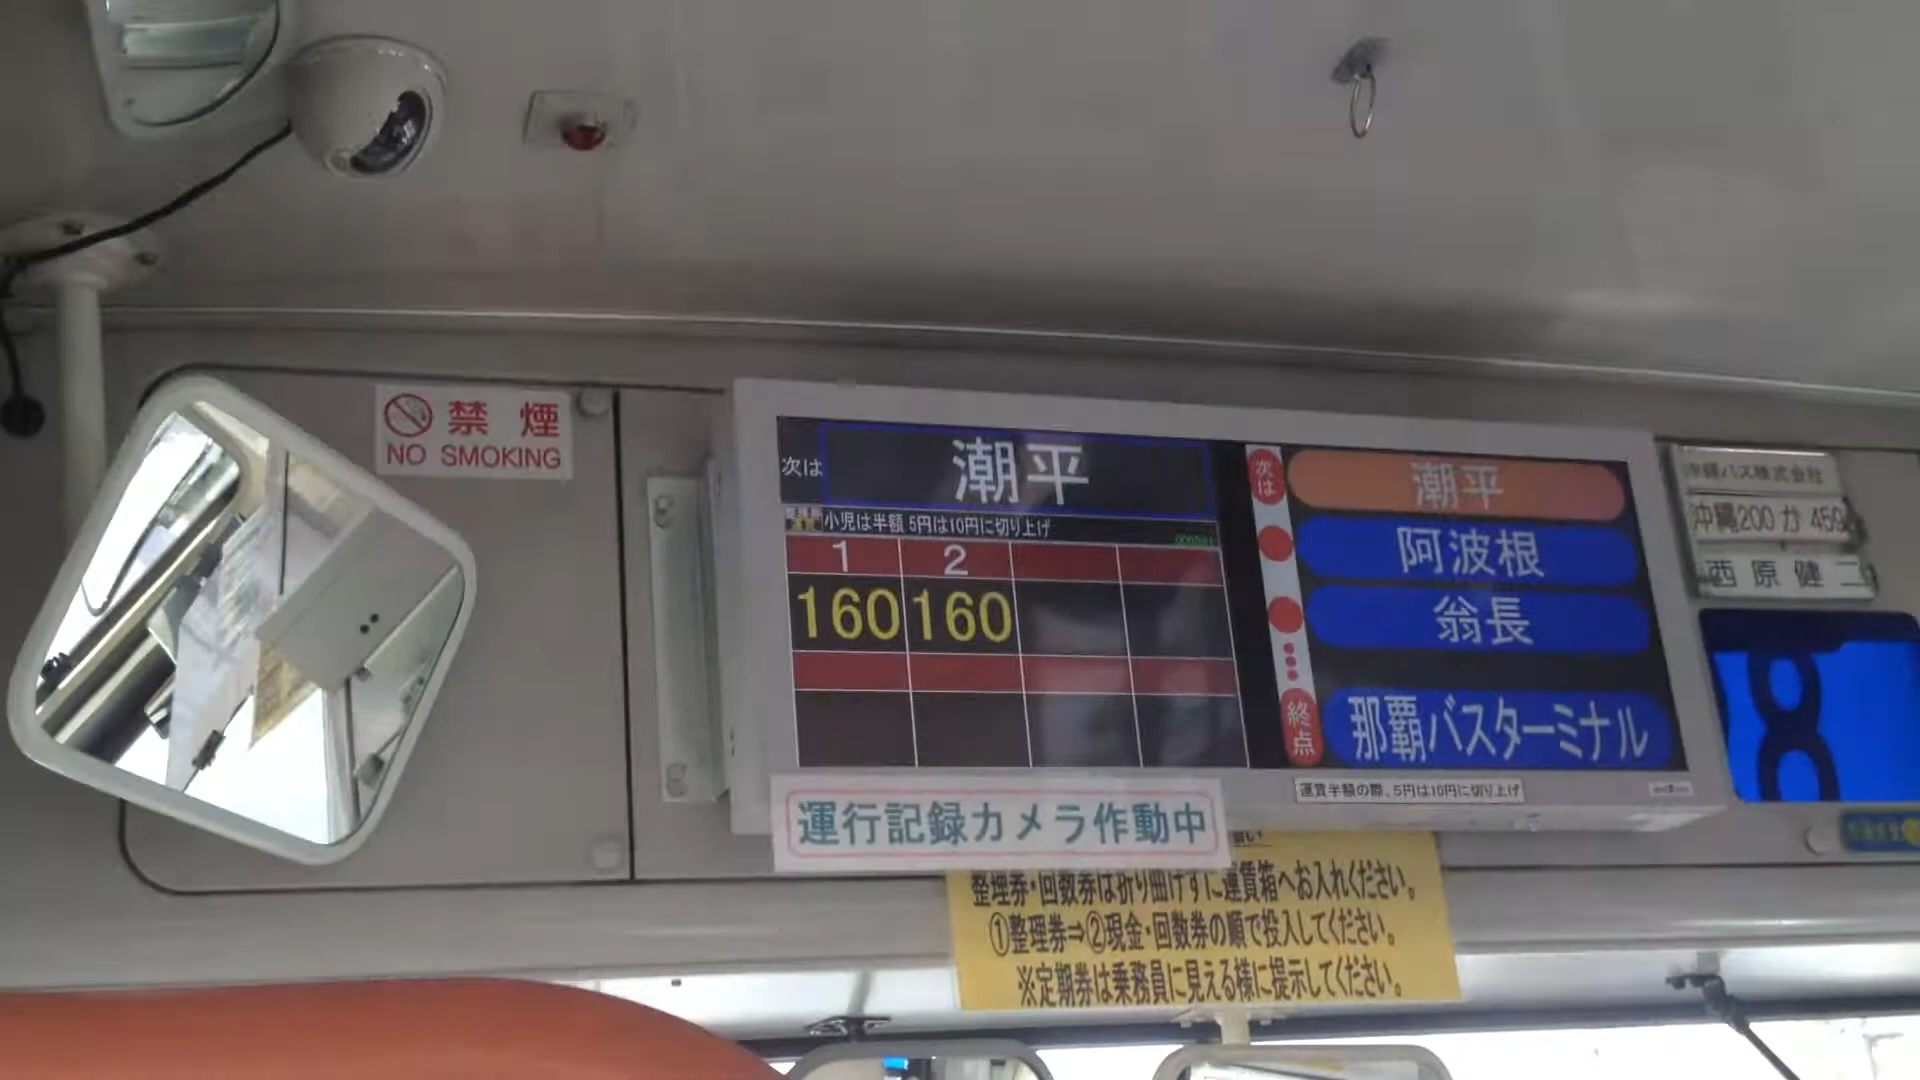 禁煙
NO SMOKING
次は
潮平
小児は半額 5円は10円に切り上げ
1 2
160 160
次は
潮平
阿波根
翁長
終点
那覇バスターミナル
運賃半額の際、5円は10円に切り上げ
運行記録カメラ作動中
整理券・回数券は折り曲げずに運賃箱へお入れください。
①整理券⇒②現金・回数券の順で投入してください。
※定期券は乗務員に見える様に提示してください。
沖縄バス株式会社
沖縄200か459
西原健二
8